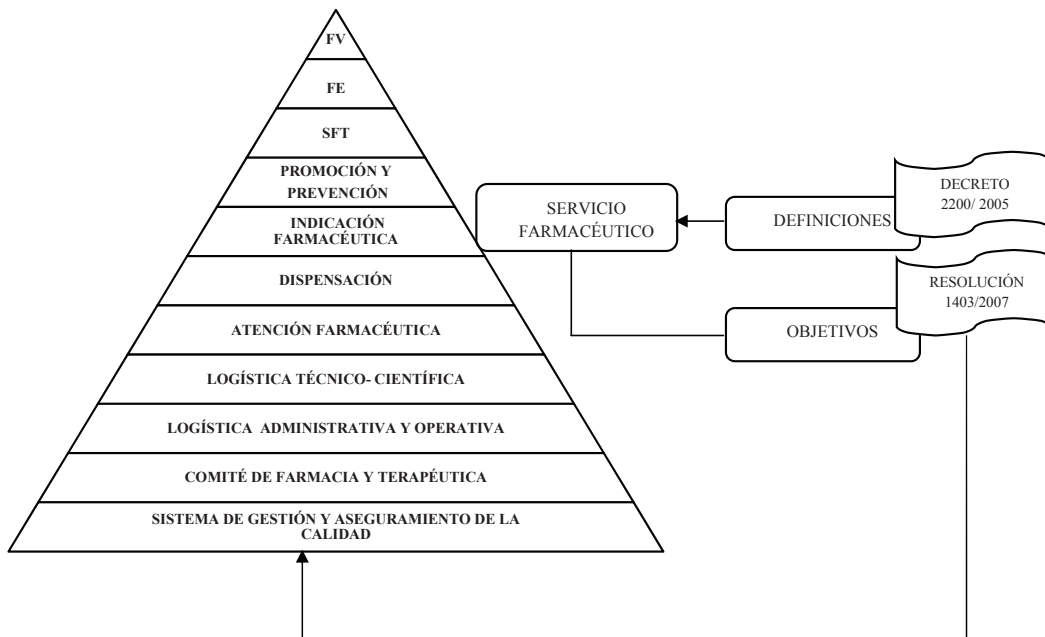 FV
FE
SFT
PROMOCIÓN Y
PREVENCIÓN
INDICACIÓN
FARMACÉUTICA
DISPENSACIÓN
ATENCIÓN FARMACÉUTICA
LOGÍSTICA TÉCNICO- CIENTÍFICA
LOGÍSTICA ADMINISTRATIVA Y OPERATIVA
COMITÉ DE FARMACIA Y TERAPÉUTICA
SISTEMA DE GESTIÓN Y ASEGURAMIENTO DE LA
CALIDAD
SERVICIO
FARMACÉUTICO
DEFINICIONES
DECRETO
2200/ 2005
OBJETIVOS
RESOLUCIÓN
1403/2007